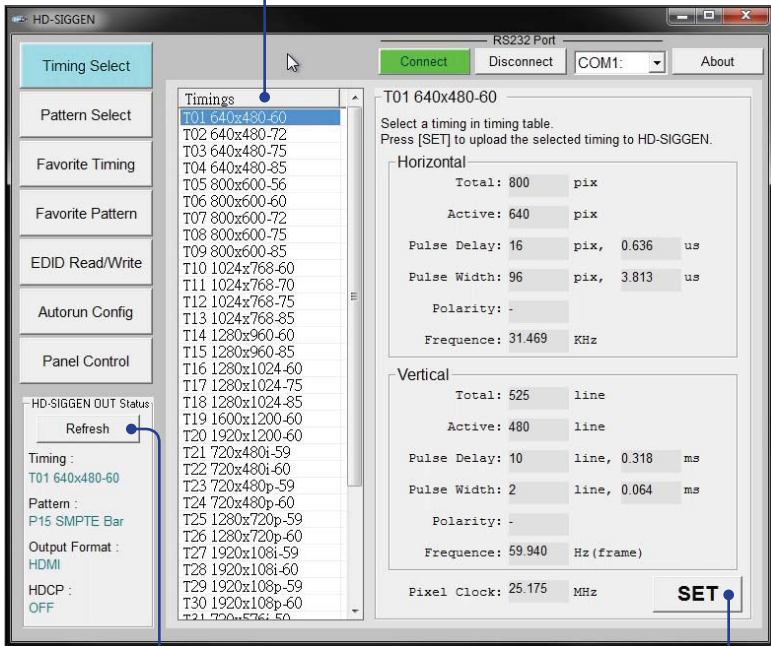 HD-SIGGEN
RS232 Port
Connect
Disconnect
COM1:
About
Timing Select
Pattern Select
Favorite Timing
Favorite Pattern
EDID Read/Write
Autorun Config
Panel Control
HD-SIGGEN OUT Status
Refresh
Timing :
T01 640x480-60
Pattern :
P15 SMPTE Bar
Output Format :
HDMI
HDCP :
OFF
Timings
T01 640x480-60
T02 640x480-72
T03 640x480-75
T04 640x480-85
T05 800x600-56
T06 800x600-60
T07 800x600-72
T08 800x600-75
T09 800x600-85
T10 1024x768-60
T11 1024x768-70
T12 1024x768-75
T13 1024x768-85
T14 1280x960-60
T15 1280x960-85
T16 1280x1024-60
T17 1280x1024-75
T18 1280x1024-85
T19 1600x1200-60
T20 1920x1200-60
T21 720x480i-59
T22 720x480i-60
T23 720x480p-59
T24 720x480p-60
T25 1280x720p-59
T26 1280x720p-60
T27 1920x108i-59
T28 1920x108i-60
T29 1920x108p-59
T30 1920x108p-60
T31 720x576i-50
T01 640x480-60
Select a timing in timing table.
Press [SET] to upload the selected timing to HD-SIGGEN.
Horizontal
Total: 800 pix
Active: 640 pix
Pulse Delay: 16 pix, 0.636 us
Pulse Width: 96 pix, 3.813 us
Polarity: -
Frequence: 31.469 KHz
Vertical
Total: 525 line
Active: 480 line
Pulse Delay: 10 line, 0.318 ms
Pulse Width: 2 line, 0.064 ms
Polarity: -
Frequence: 59.940 Hz(frame)
Pixel Clock: 25.175 MHz
SET